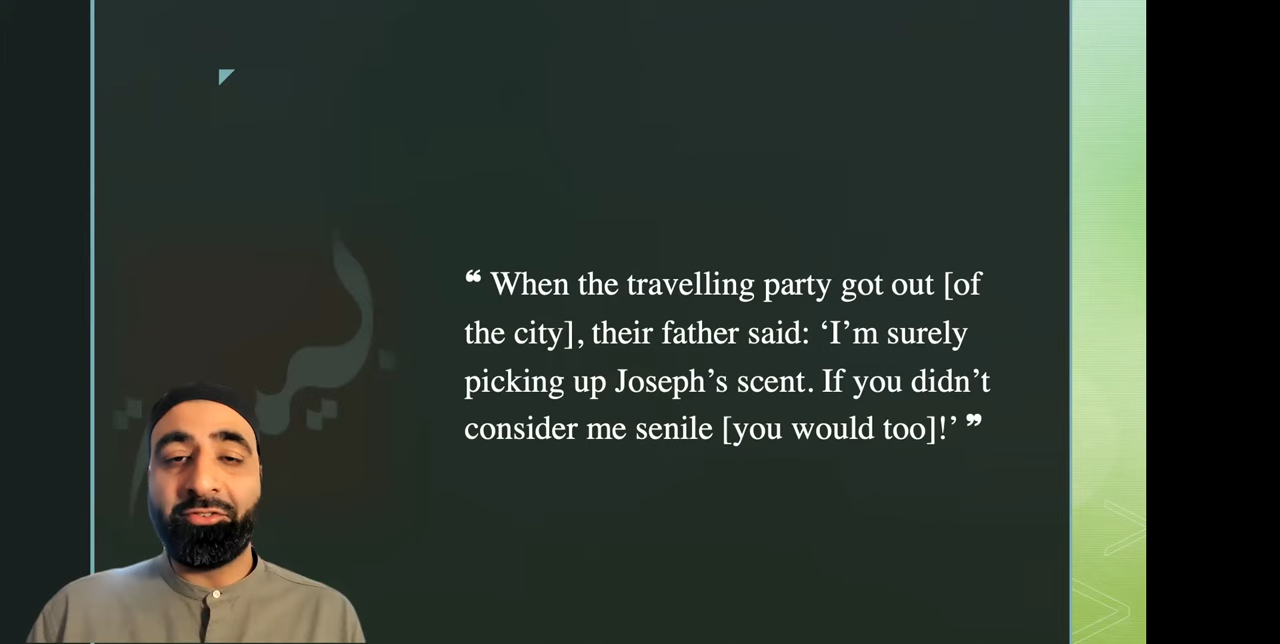 ❝ When the travelling party got out [of
the city], their father said: ‘I’m surely
picking up Joseph’s scent. If you didn’t
consider me senile [you would too]!’ ❞